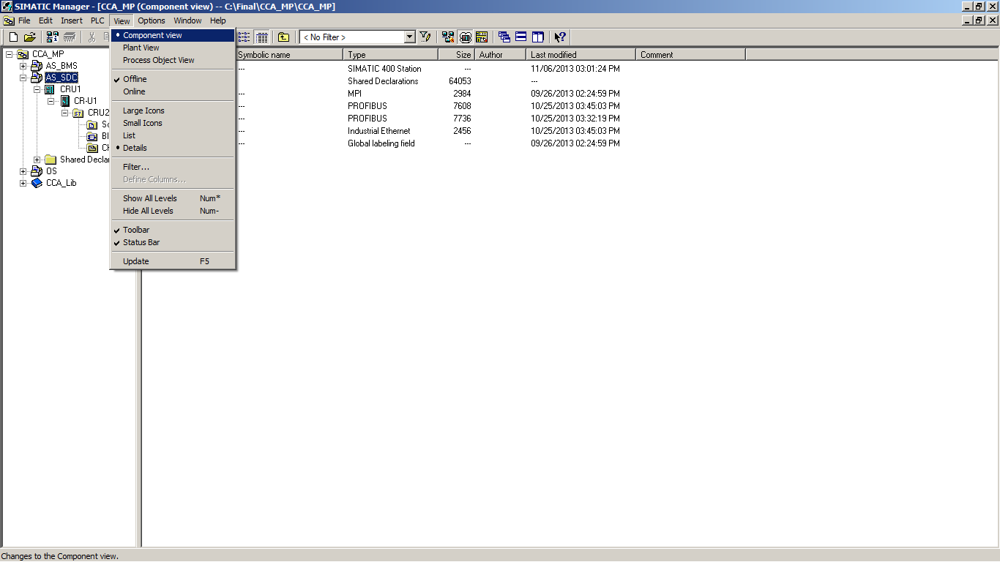 SIMATIC Manager - [CCA_MP (Component view) -- C:\Final\CCA_MP\CCA_MP]
File Edit Insert PLC View Options Window Help
< No Filter >
Component view
Plant View
Process Object View
Offline
Online
Large Icons
Small Icons
List
Details
Filter...
Define Columns...
Show All Levels Num*
Hide All Levels Num-
Toolbar
Status Bar
Update F5
CCA_MP
AS_BMS
AS_SDC
CRU1
CR-U1
CRU2
Shared Declar
OS
CCA_Lib
Symbolic name Type Size Author Last modified Comment
--- SIMATIC 400 Station --- 11/06/2013 03:01:24 PM
Shared Declarations 64053 ---
--- MPI 2984 09/26/2013 02:24:59 PM
--- PROFIBUS 7608 10/25/2013 03:45:03 PM
--- PROFIBUS 7736 10/25/2013 03:32:19 PM
--- Industrial Ethernet 2456 10/25/2013 03:45:03 PM
--- Global labeling field --- 09/26/2013 02:24:59 PM
Changes to the Component view.